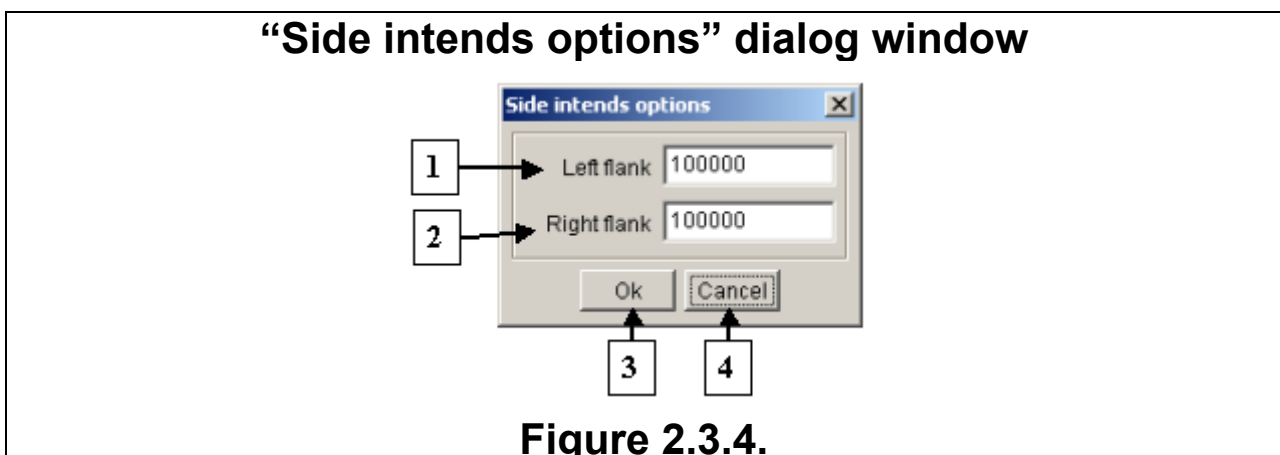 “Side intends options” dialog window
Side intends options
1
Left flank 100000
2
Right flank 100000
Ok Cancel
3 4
Figure 2.3.4.